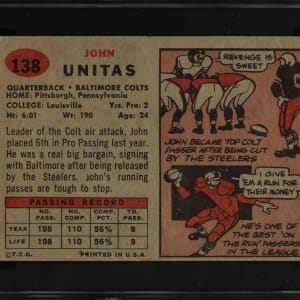 138
JOHN
UNITAS
QUARTERBACK • BALTIMORE COLTS
HOME: Pittsburgh, Pennsylvania
COLLEGE: Louisville Yrs. Pro: 2
Ht: 6:01 Wt: 190 Age: 24
Leader of the Colt air attack, John
placed 6th in Pro Passing last year.
He was a real big bargain, signing
with Baltimore after being released
by the Steelers. John's running
passes are tough to stop.
PASSING RECORD
NO. PASS. NO. COMP. COMP. PCT. TD. PASS.
YEAR 198 110 56% 9
LIFE 198 110 56% 9
©T.C.G. PRINTED IN U.S.A.
REVENGE IS
SWEET
JOHN BECAME TOP COLT
PASSER AFTER BEING CUT
BY THE STEELERS
I GIVE
'EM A RUN FOR
THEIR MONEY!
HE'S ONE OF
THE BEST "ON
THE RUN" PASSERS
IN THE LEAGUE